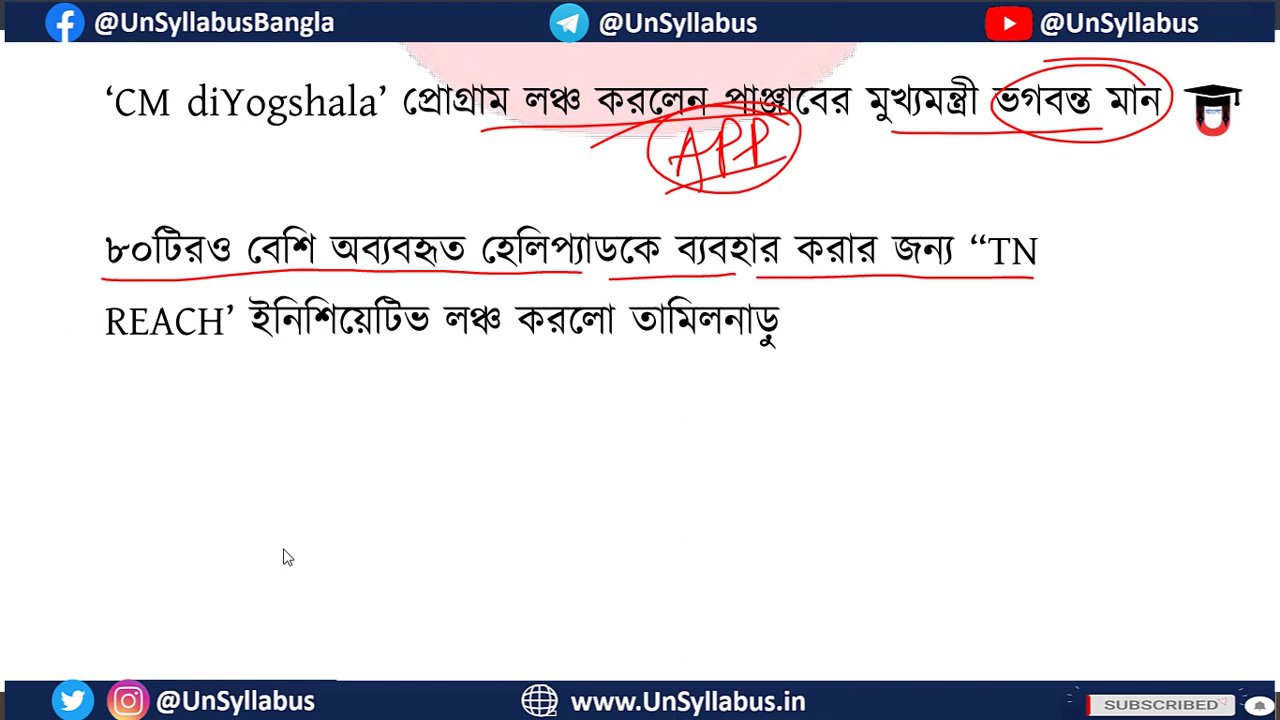 @UnSyllabusBangla @UnSyllabus @UnSyllabus
‘CM diYogshala’ প্রোগ্রাম লঞ্চ করলেন পাঞ্জাবের মুখ্যমন্ত্রী ভগবন্ত মান
APP
৮০টিরও বেশি অব্যবহৃত হেলিপ্যাডকে ব্যবহার করার জন্য “TN
REACH’ ইনিশিয়েটিভ লঞ্চ করলো তামিলনাড়ু
@UnSyllabus www.UnSyllabus.in SUBSCRIBED